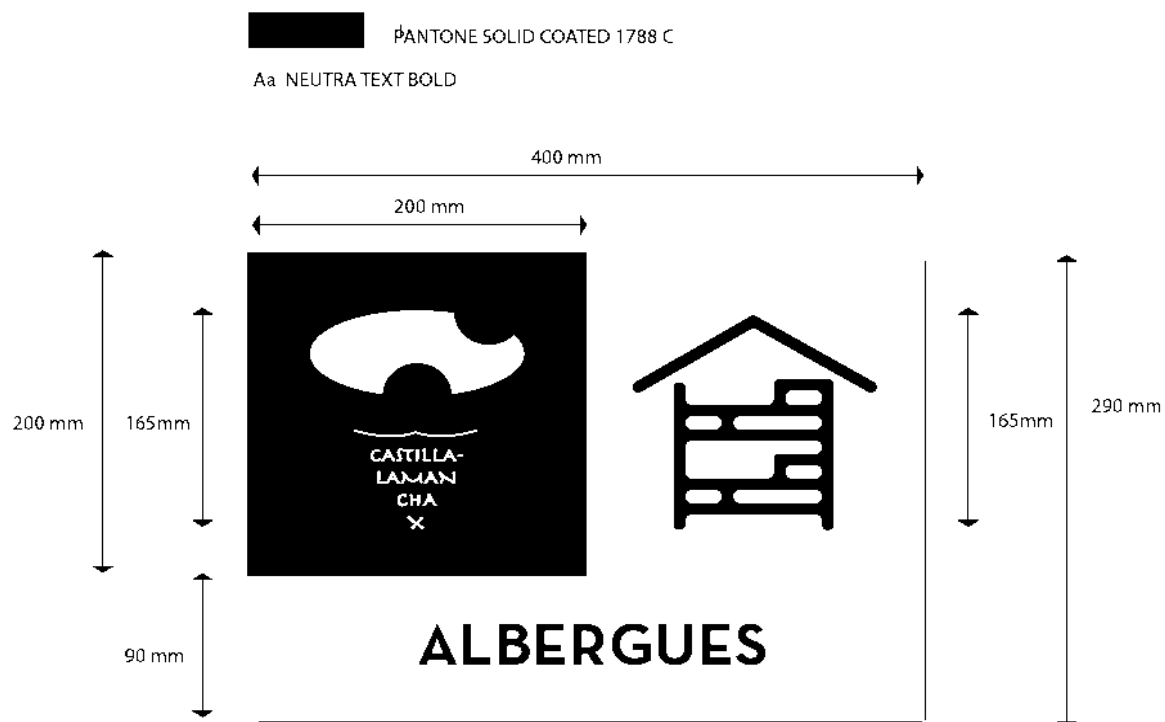 PANTONE SOLID COATED 1788 C
Aa NEUTRA TEXT BOLD
400 mm
200 mm
200 mm
165mm
CASTILLA-
LAMAN
CHA
X
165mm
290 mm
90 mm
ALBERGUES